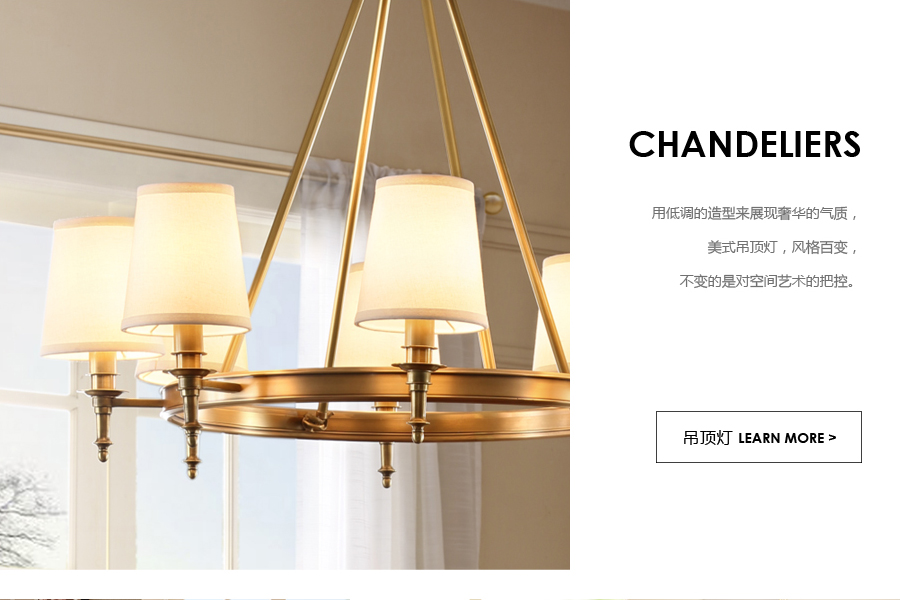 CHANDELIERS
用低调的造型来展现奢华的气质，
美式吊顶灯，风格百变，
不变的是对空间艺术的把控。
吊顶灯 LEARN MORE >